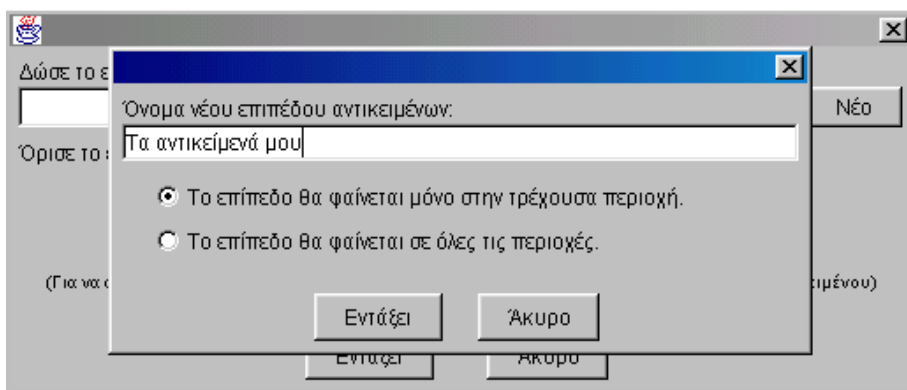 Δώσε το ε
Όνομα νέου επιπέδου αντικειμένων:
Νέο
Τα αντικείμενά μου
Όρισε το
Το επίπεδο θα φαίνεται μόνο στην τρέχουσα περιοχή.
Το επίπεδο θα φαίνεται σε όλες τις περιοχές.
(Για να
ιμένου)
Εντάξει Άκυρο
Εντάξει Άκυρο